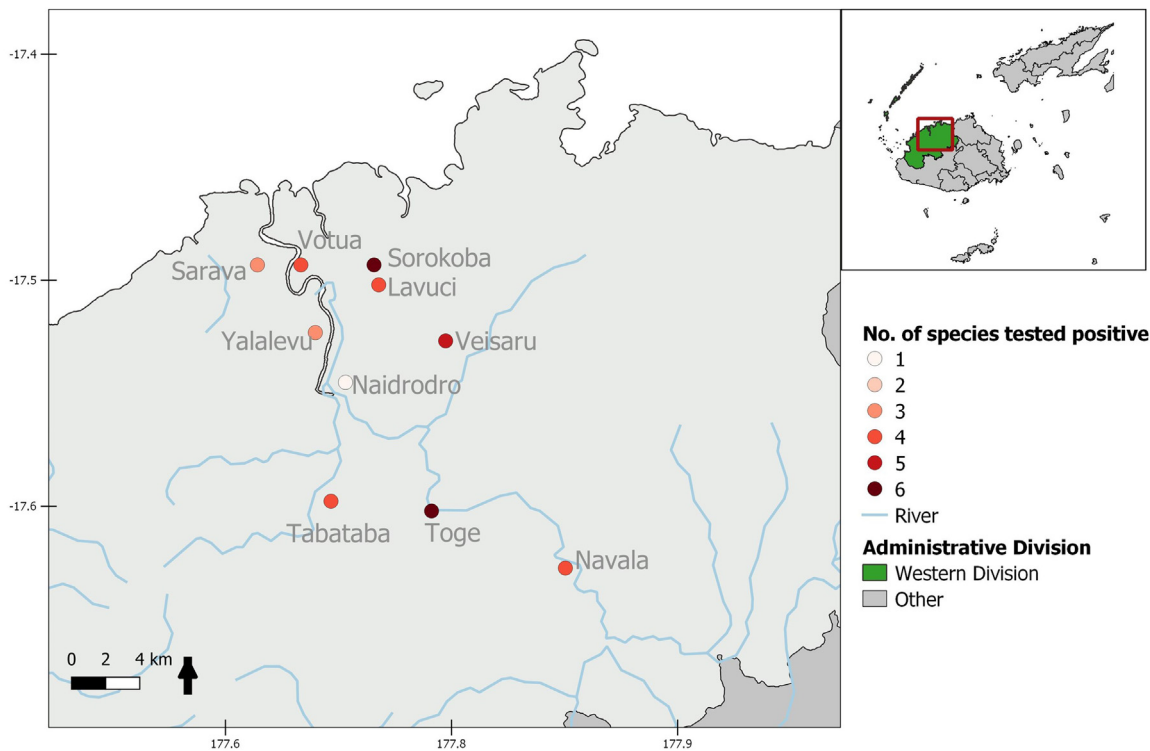 -17.4
-17.5
-17.6
Votua
Sorokoba
Sarava
Lavuci
Yalalevu
Veisaru
Naidrodro
Tabataba
Toge
Navala
0 2 4 km
177.6
177.8
177.9
No. of species tested positive
1
2
3
4
5
6
River
Administrative Division
Western Division
Other